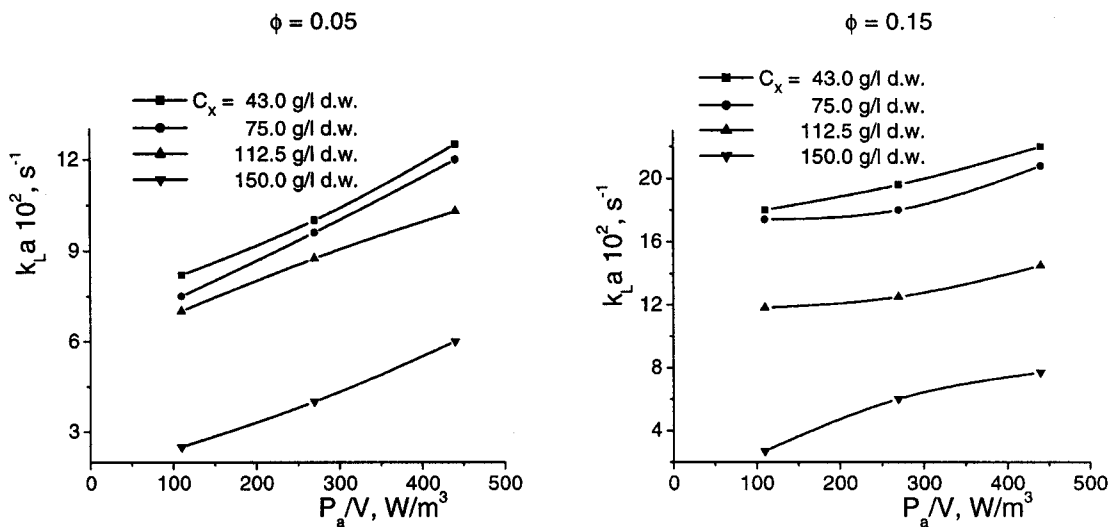 ϕ = 0.05
C_x = 43.0 g/l d.w.
75.0 g/l d.w.
112.5 g/l d.w.
150.0 g/l d.w.
k_L a 10², s⁻¹
12
9
6
3
0 100 200 300 400 500
P_a/V, W/m³
ϕ = 0.15
C_x = 43.0 g/l d.w.
75.0 g/l d.w.
112.5 g/l d.w.
150.0 g/l d.w.
k_L a 10², s⁻¹
20
16
12
8
4
0 100 200 300 400 500
P_a/V, W/m³